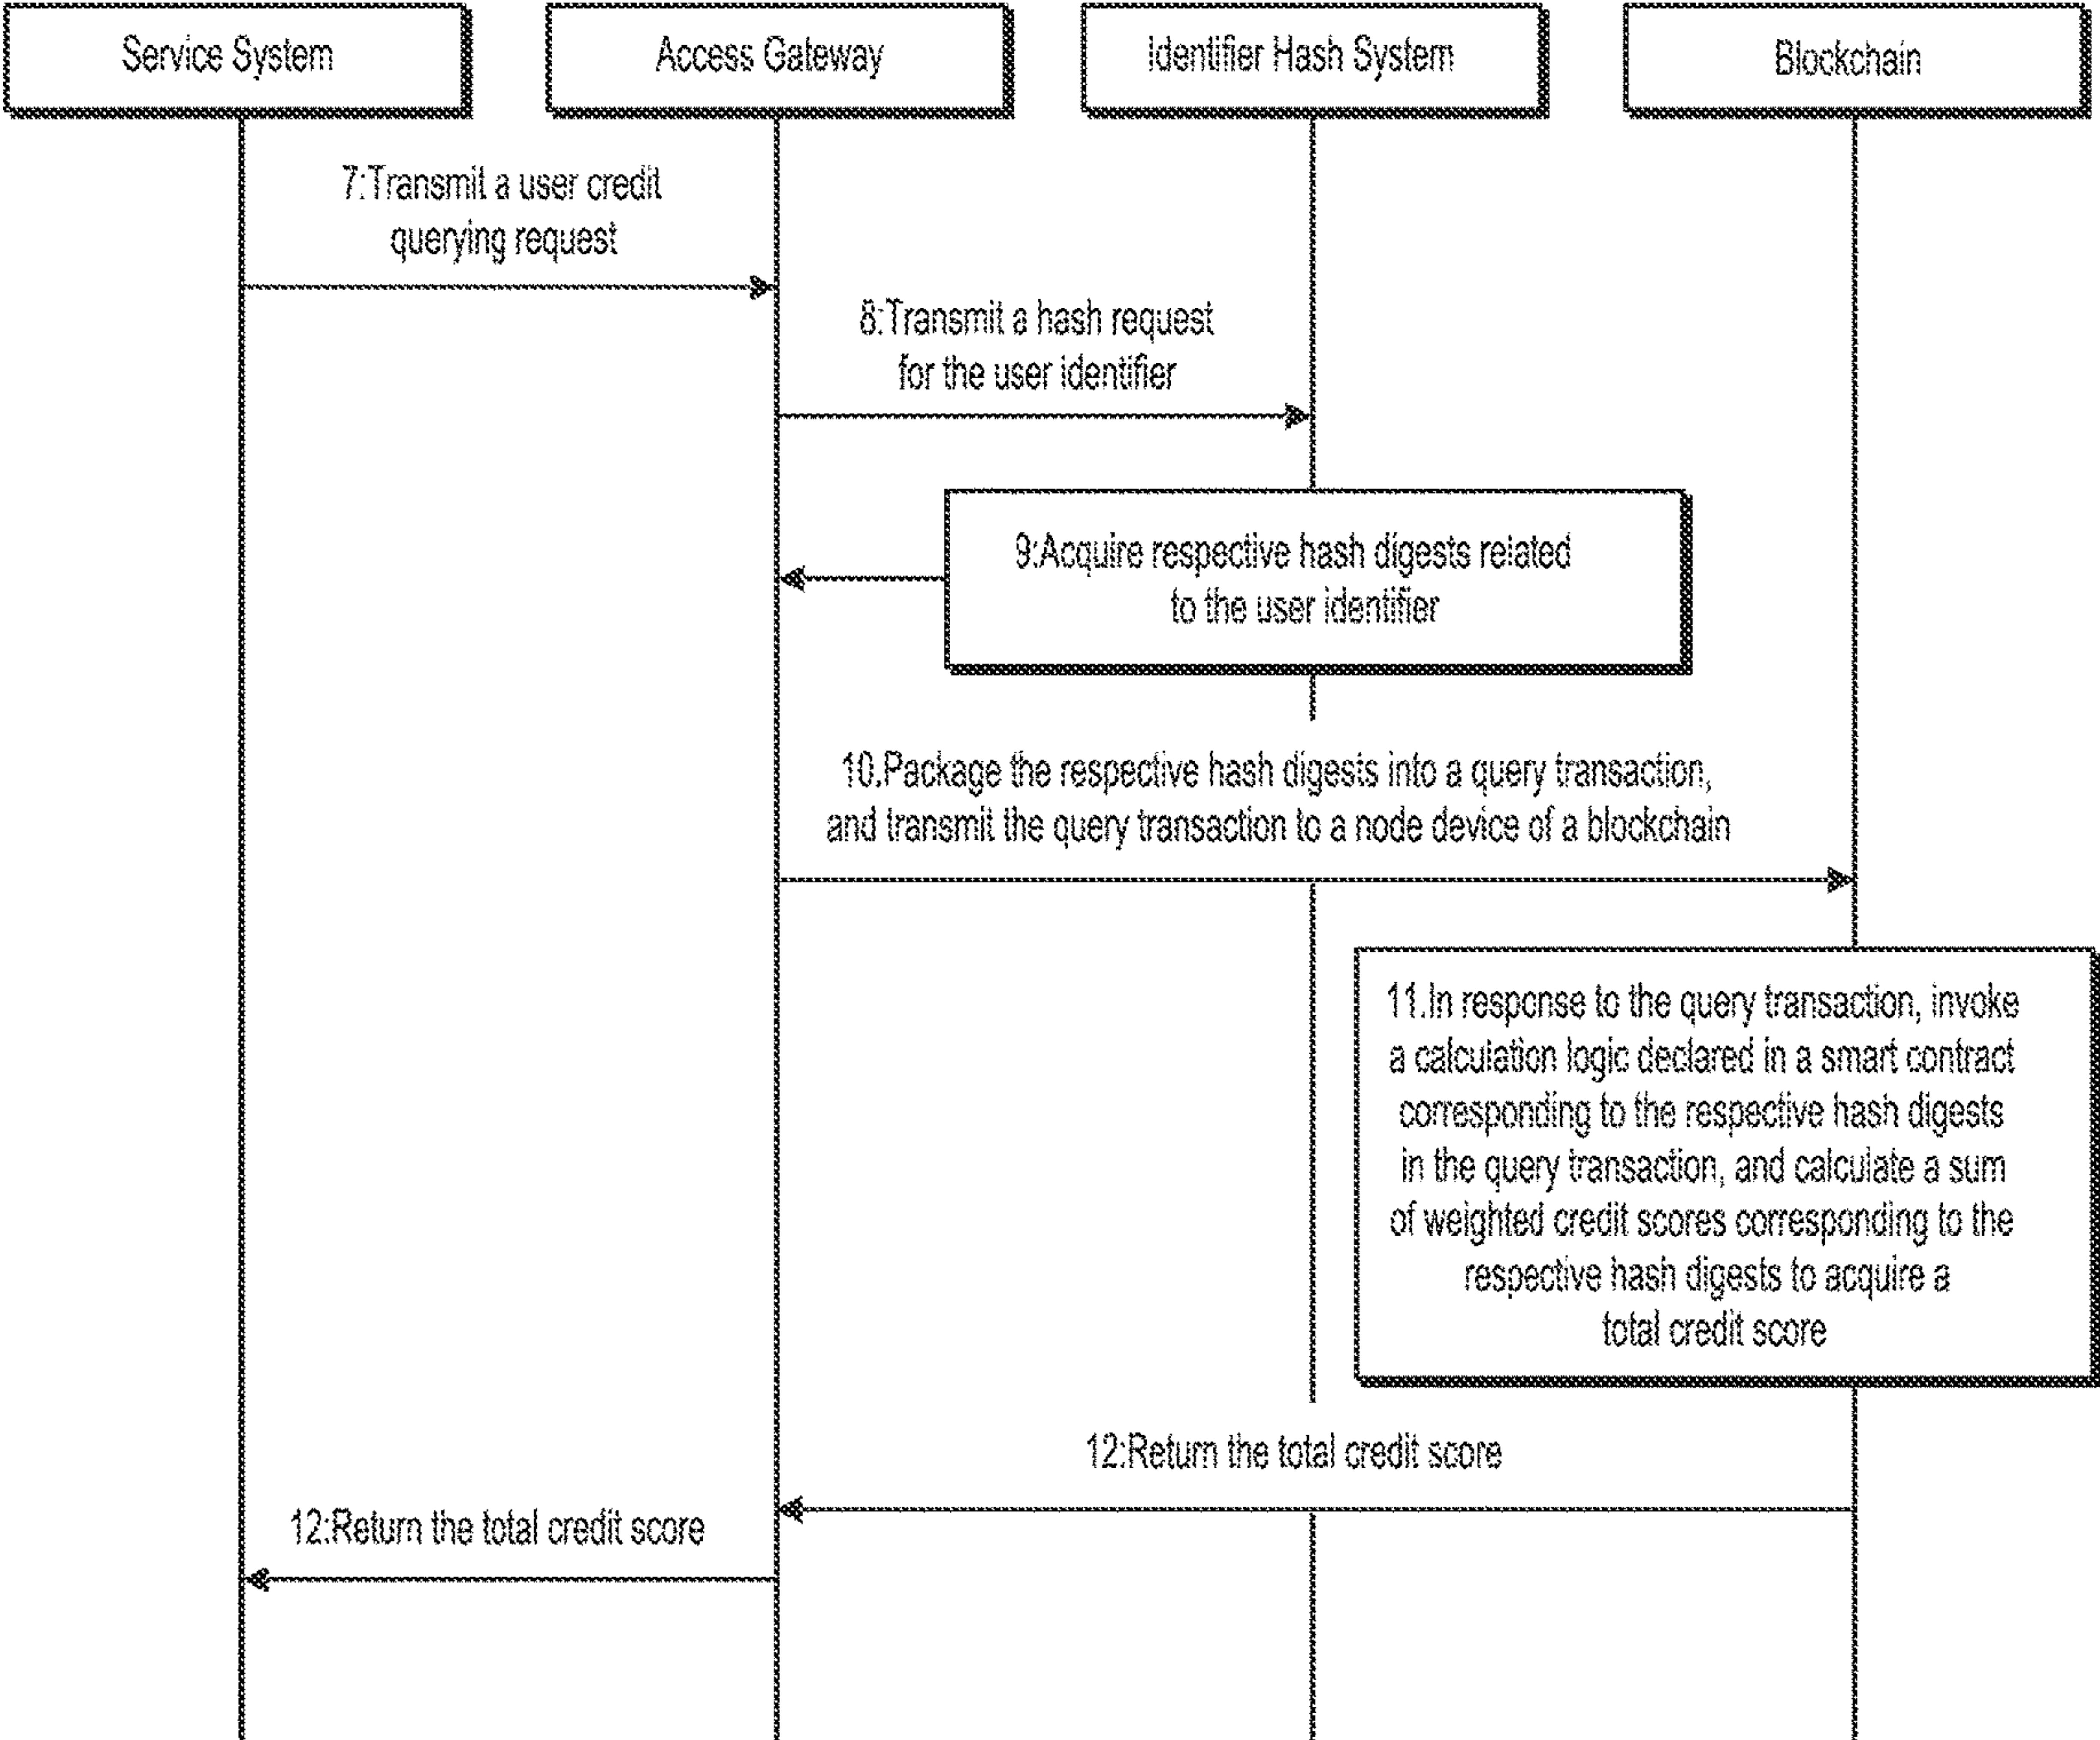 Service System
Access Gateway
Identifier Hash System
Blockchain
7:Transmit a user credit
querying request
8:Transmit a hash request
for the user identifier
9:Acquire respective hash digests related
to the user identifier
10.Package the respective hash digests into a query transaction,
and transmit the query transaction to a node device of a blockchain
11.In response to the query transaction, invoke
a calculation logic declared in a smart contract
corresponding to the respective hash digests
in the query transaction, and calculate a sum
of weighted credit scores corresponding to the
respective hash digests to acquire a
total credit score
12:Return the total credit score
12:Return the total credit score